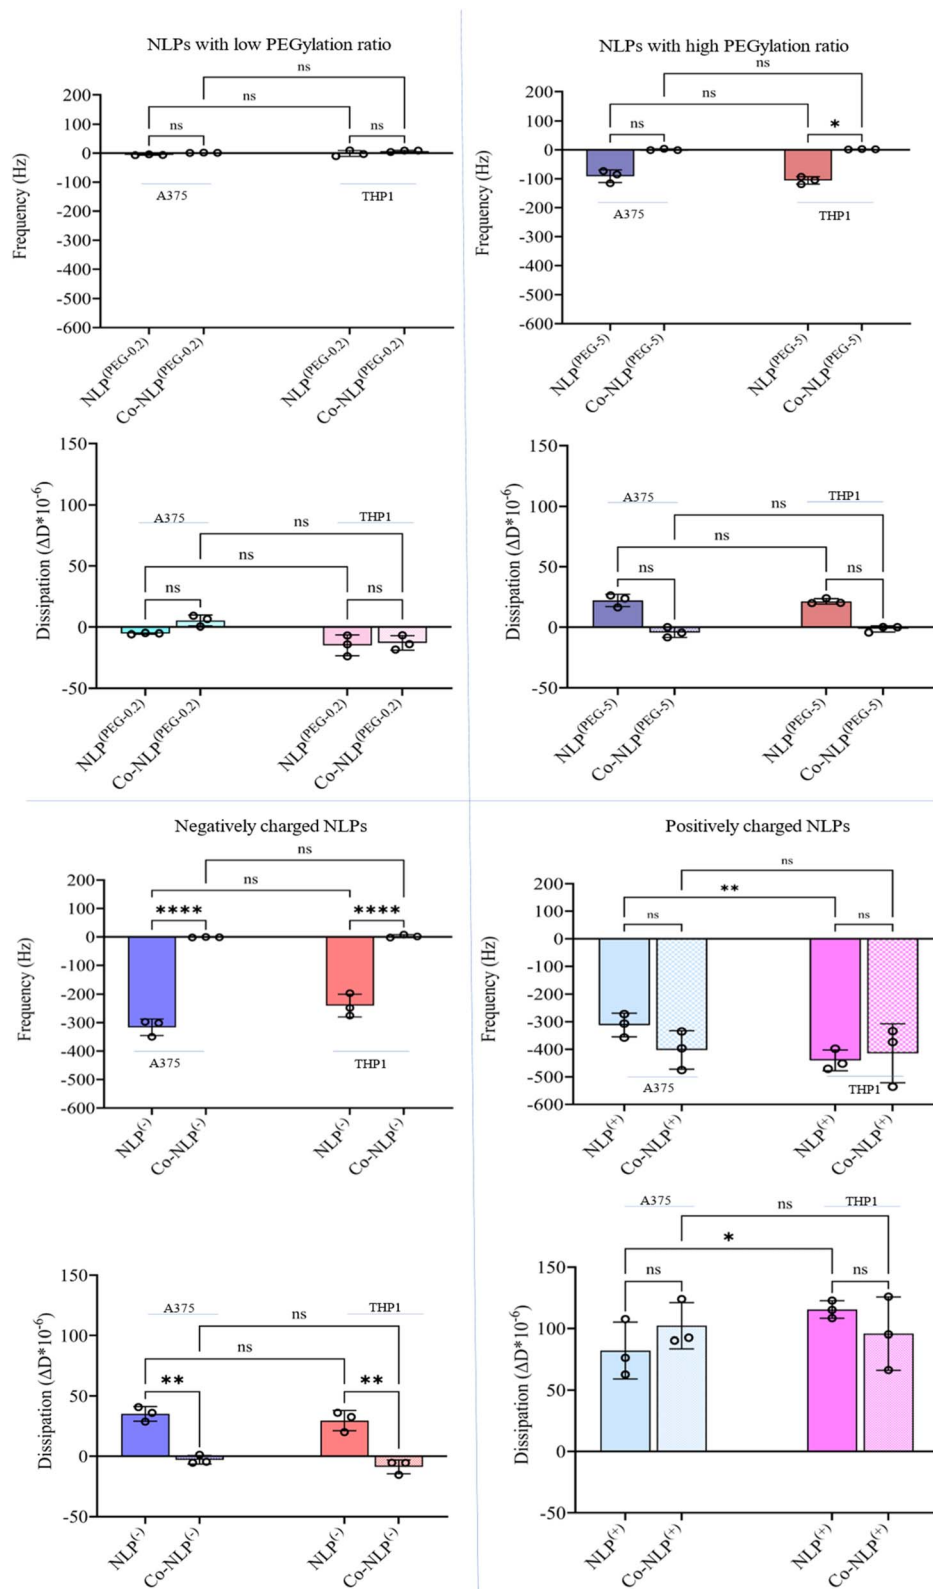 NLPs with low PEGylation ratio
ns
ns
ns
ns
200
100
0
-100
-200
-300
-400
-500
-600
Frequency (Hz)
A375
THP1
NLP(PEG-0.2)
Co-NLP(PEG-0.2)
NLP(PEG-0.2)
Co-NLP(PEG-0.2)
NLPs with high PEGylation ratio
ns
ns
ns
*
200
100
0
-100
-200
-300
-400
-500
-600
Frequency (Hz)
A375
THP1
NLP(PEG-5)
Co-NLP(PEG-5)
NLP(PEG-5)
Co-NLP(PEG-5)
150
100
50
0
-50
Dissipation (ΔD*10-6)
A375
THP1
ns
ns
ns
ns
NLP(PEG-0.2)
Co-NLP(PEG-0.2)
NLP(PEG-0.2)
Co-NLP(PEG-0.2)
150
100
50
0
-50
Dissipation (ΔD*10-6)
A375
THP1
ns
ns
ns
ns
NLP(PEG-5)
Co-NLP(PEG-5)
NLP(PEG-5)
Co-NLP(PEG-5)
Negatively charged NLPs
ns
ns
****
****
200
100
0
-100
-200
-300
-400
-500
-600
Frequency (Hz)
A375
THP1
NLP(-)
Co-NLP(-)
NLP(-)
Co-NLP(-)
Positively charged NLPs
ns
**
ns
ns
200
100
0
-100
-200
-300
-400
-500
-600
Frequency (Hz)
A375
THP1
NLP(+)
Co-NLP(+)
NLP(+)
Co-NLP(+)
150
100
50
0
-50
Dissipation (ΔD*10-6)
A375
THP1
ns
ns
**
**
NLP(-)
Co-NLP(-)
NLP(-)
Co-NLP(-)
A375
THP1
ns
*
ns
ns
150
100
50
0
-50
Dissipation (ΔD*10-6)
NLP(+)
Co-NLP(+)
NLP(+)
Co-NLP(+)